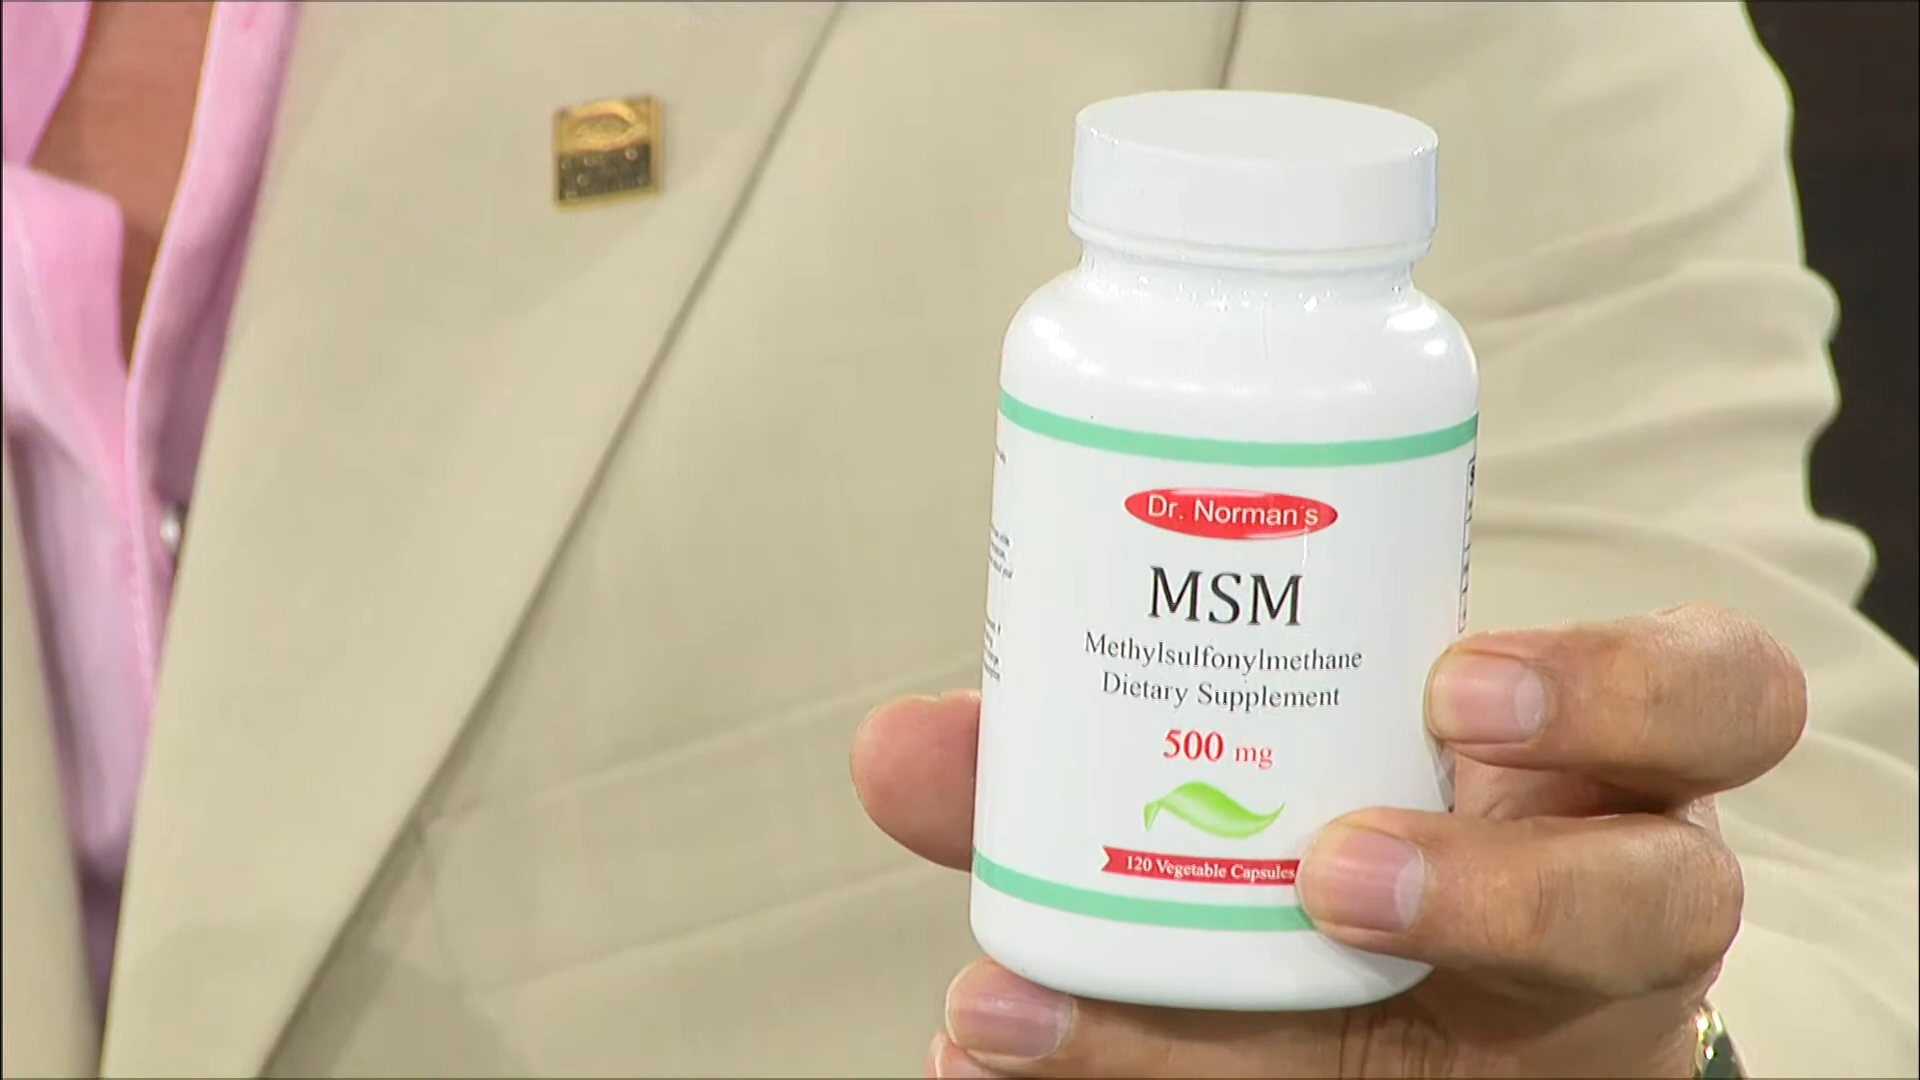 Dr. Norman's
MSM
Methylsulfonylmethane
Dietary Supplement
500 mg
120 Vegetable Capsules